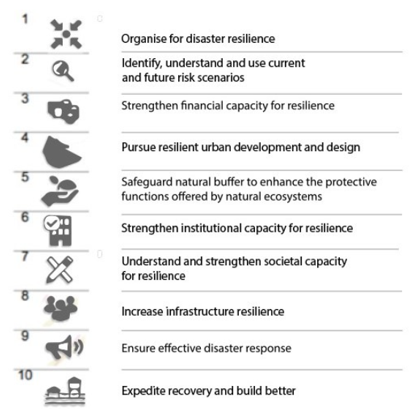 1
0
Organise for disaster resilience
2
Identify, understand and use current
and future risk scenarios
3
Strengthen financial capacity for resilience
4
Pursue resilient urban development and design
5
Safeguard natural buffer to enhance the protective
functions offered by natural ecosystems
6
Strengthen institutional capacity for resilience
7
0
Understand and strengthen societal capacity
for resilience
8
Increase infrastructure resilience
9
Ensure effective disaster response
10
Expedite recovery and build better